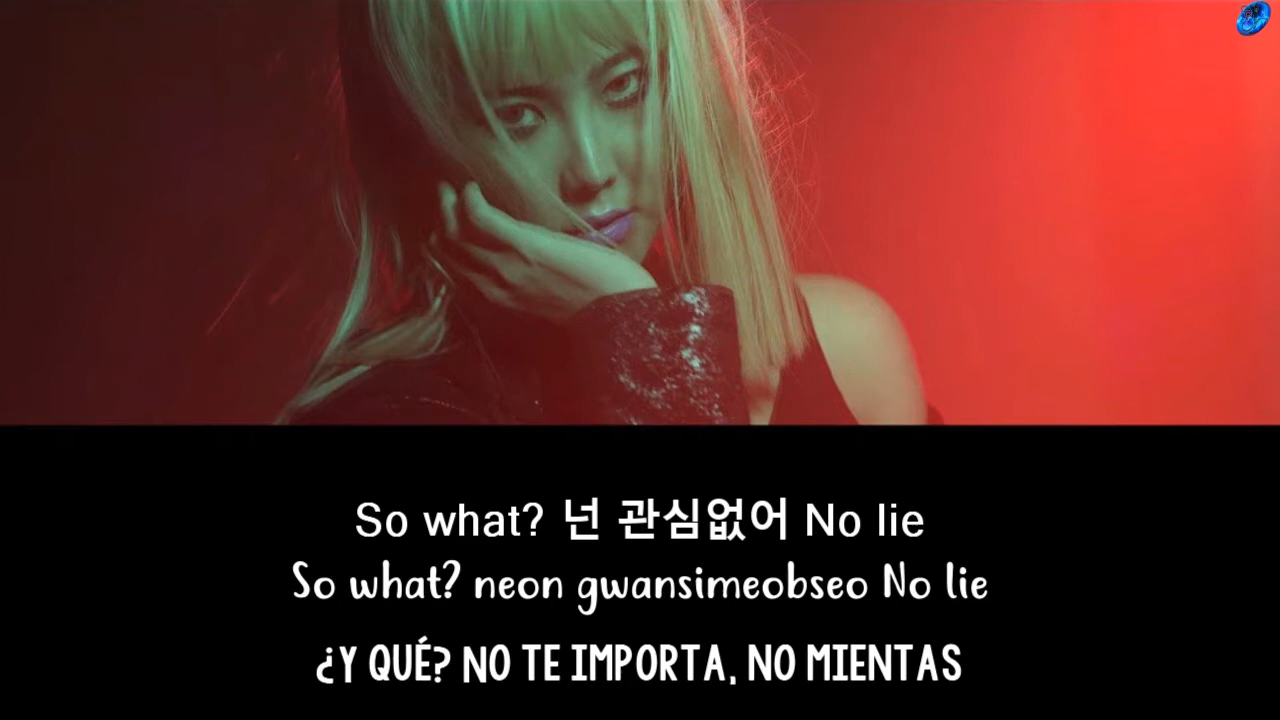 So what? 넌 관심없어 No lie
So what? neon gwansimeobseo No lie
¿Y QUÉ? NO TE IMPORTA, NO MIENTAS